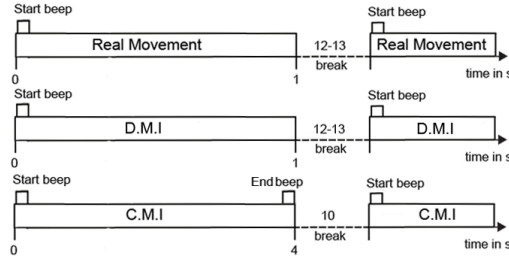 Start beep Start beep
Real Movement 12-13 Real Movement
0 1 break time in s
Start beep Start beep
D.M.I 12-13 D.M.I
0 1 break time in s
Start beep End beep Start beep
C.M.I 10 C.M.I
0 4 break time in s